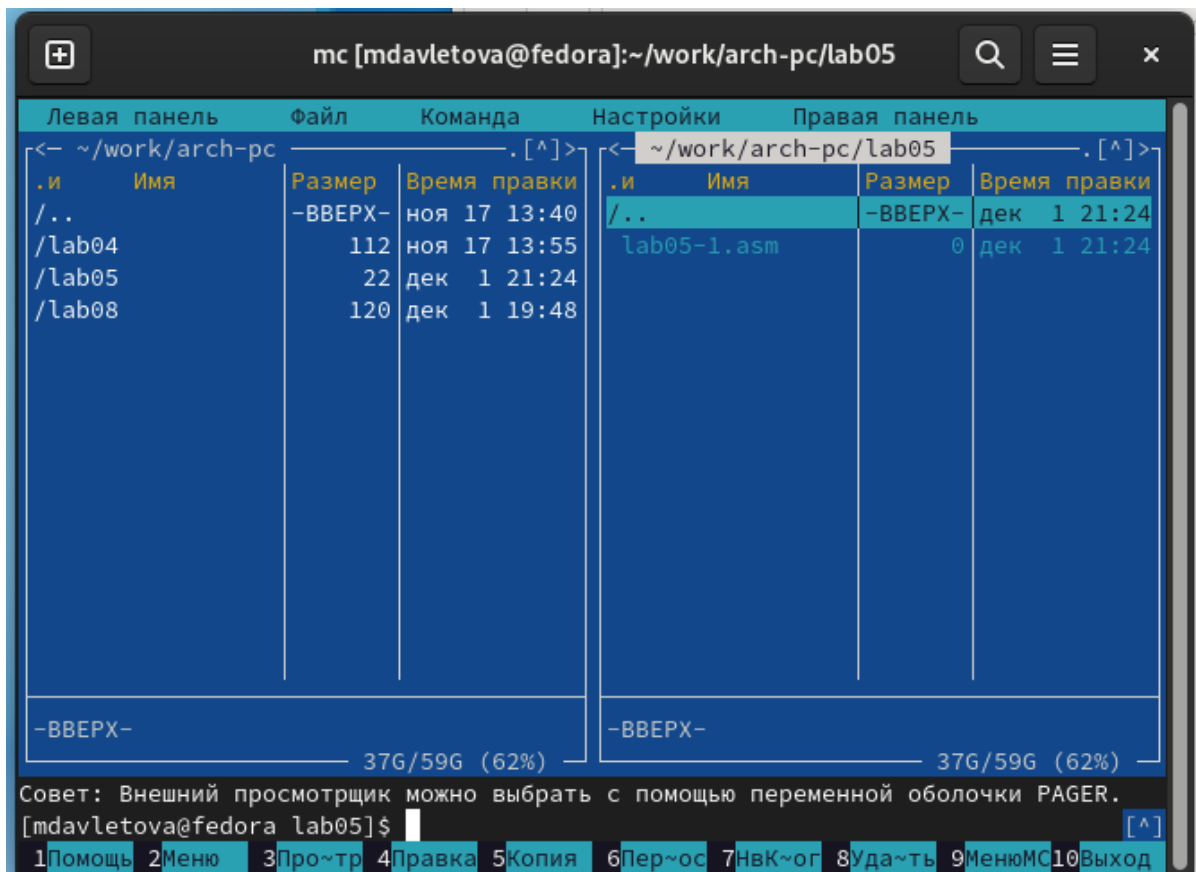 mc [mdavletova@fedora]:~/work/arch-pc/lab05
Левая панель Файл Команда Настройки Правая панель
<— ~/work/arch-pc .[^]> <— ~/work/arch-pc/lab05 .[^]>
.и Имя Размер Время правки .и Имя Размер Время правки
/.. -ВВЕРХ- ноя 17 13:40 /.. -ВВЕРХ- дек 1 21:24
/lab04 112 ноя 17 13:55 lab05-1.asm 0 дек 1 21:24
/lab05 22 дек 1 21:24
/lab08 120 дек 1 19:48
-ВВЕРХ- -ВВЕРХ-
37G/59G (62%) 37G/59G (62%)
Совет: Внешний просмотрщик можно выбрать с помощью переменной оболочки PAGER.
[mdavletova@fedora lab05]$ [^]
1Помощь 2Меню 3Про~тр 4Правка 5Копия 6Пер~ос 7НвК~ог 8Уда~ть 9МенюМС 10Выход